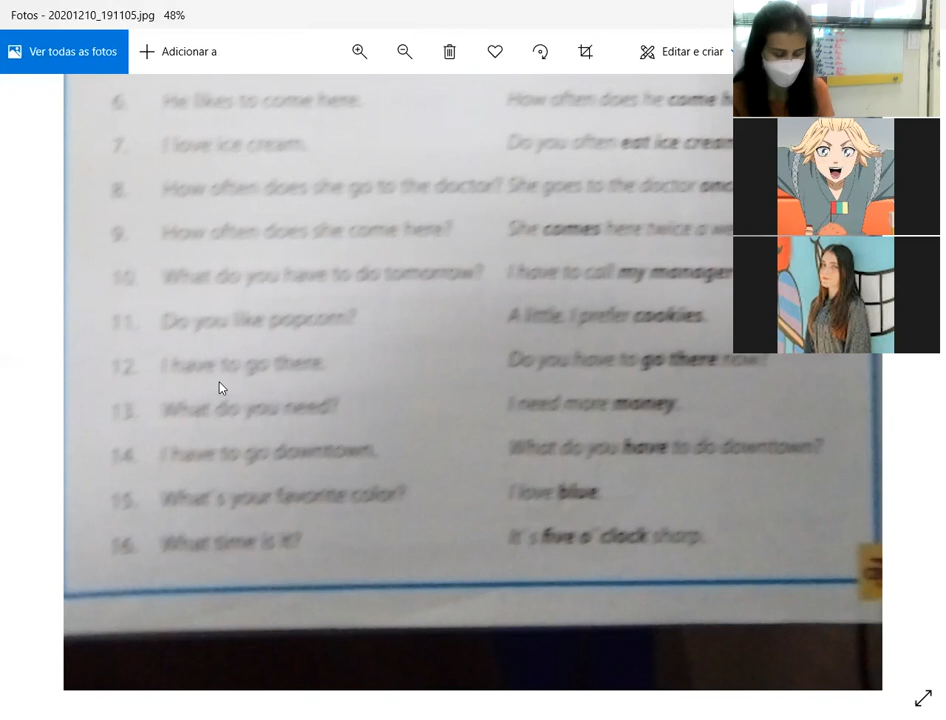 Fotos - 20201210_191105.jpg 48%
Ver todas as fotos Adicionar a Editar e criar
6. He likes to come here. How often does he come
7. I love ice cream. Do you often eat ice cream
8. How often does she go to the doctor? She goes to the doctor
9. How often does she come here? She comes here twice a
10. What do you have to do tomorrow? I have to call my manager
11. Do you like popcorn? A little. I prefer cookies.
12. I have to go there. Do you have to go there now?
13. What do you need? I need more money.
14. I have to go downtown. What do you have to do downtown?
15. What´s your favorite color? I love blue.
16. What time is it? It´s five o´clock sharp.